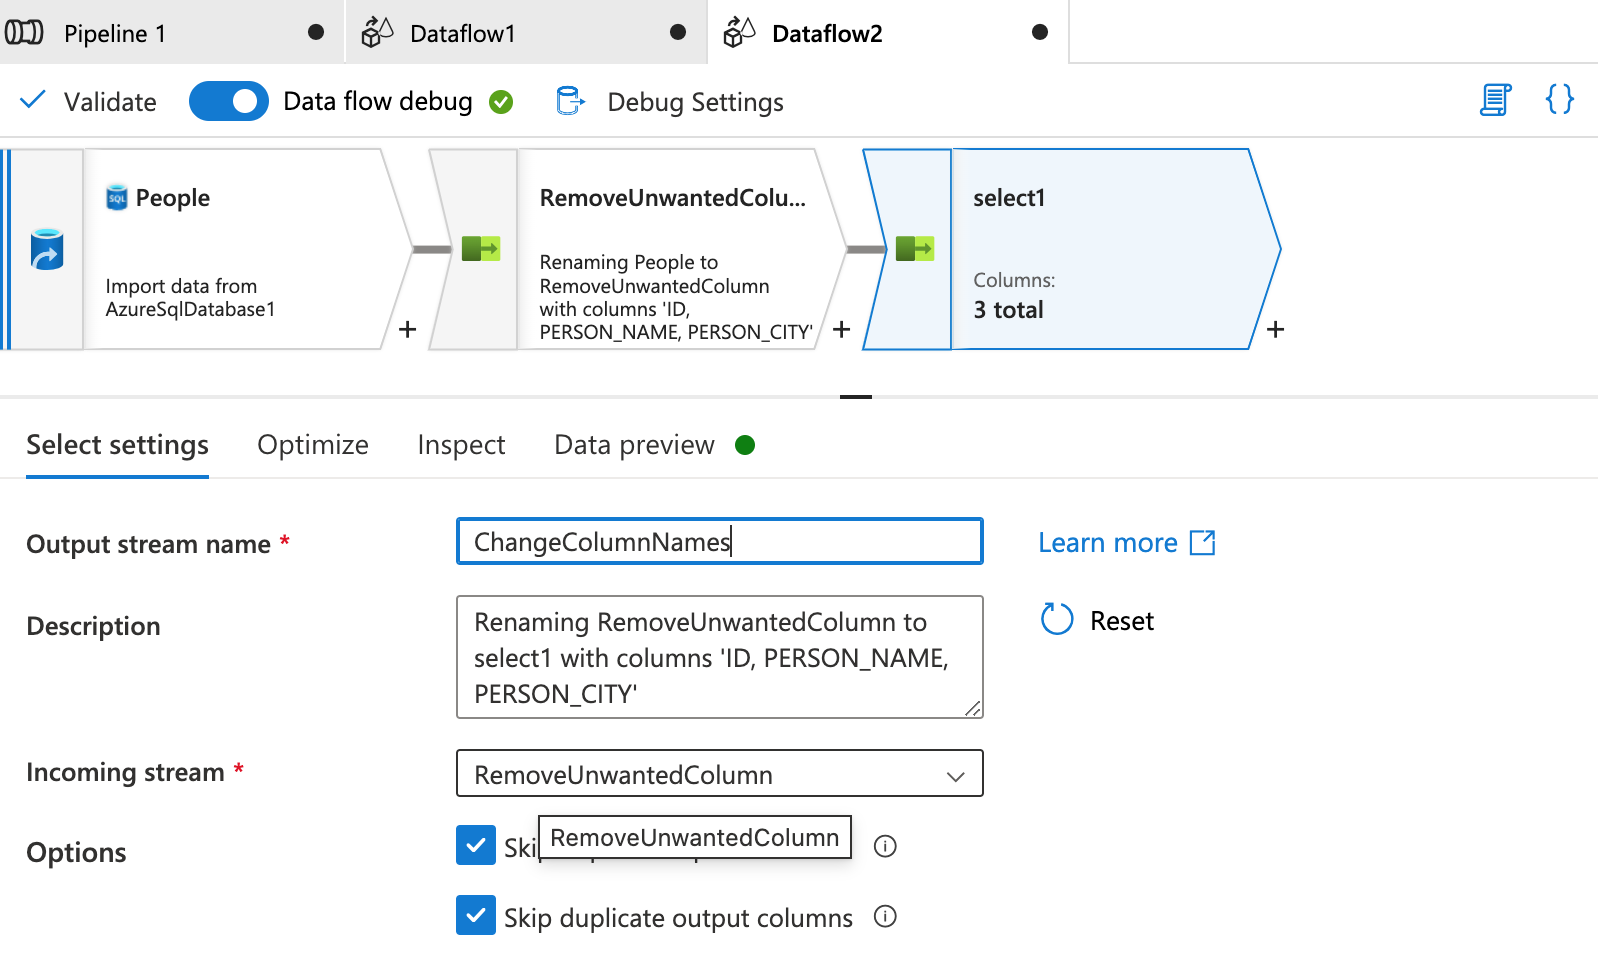 Pipeline 1
Dataflow1
Dataflow2
Validate
Data flow debug
Debug Settings
{}
SQL
People
Import data from
AzureSqlDatabase1
+
RemoveUnwantedColu...
Renaming People to
RemoveUnwantedColumn
with columns 'ID,
PERSON_NAME, PERSON_CITY'
+
select1
Columns:
3 total
+
Select settings
Optimize
Inspect
Data preview
Output stream name *
ChangeColumnNames
Learn more
Description
Renaming RemoveUnwantedColumn to
select1 with columns 'ID, PERSON_NAME,
PERSON_CITY'
Reset
Incoming stream *
RemoveUnwantedColumn
Options
RemoveUnwantedColumn
Skip duplicate output columns